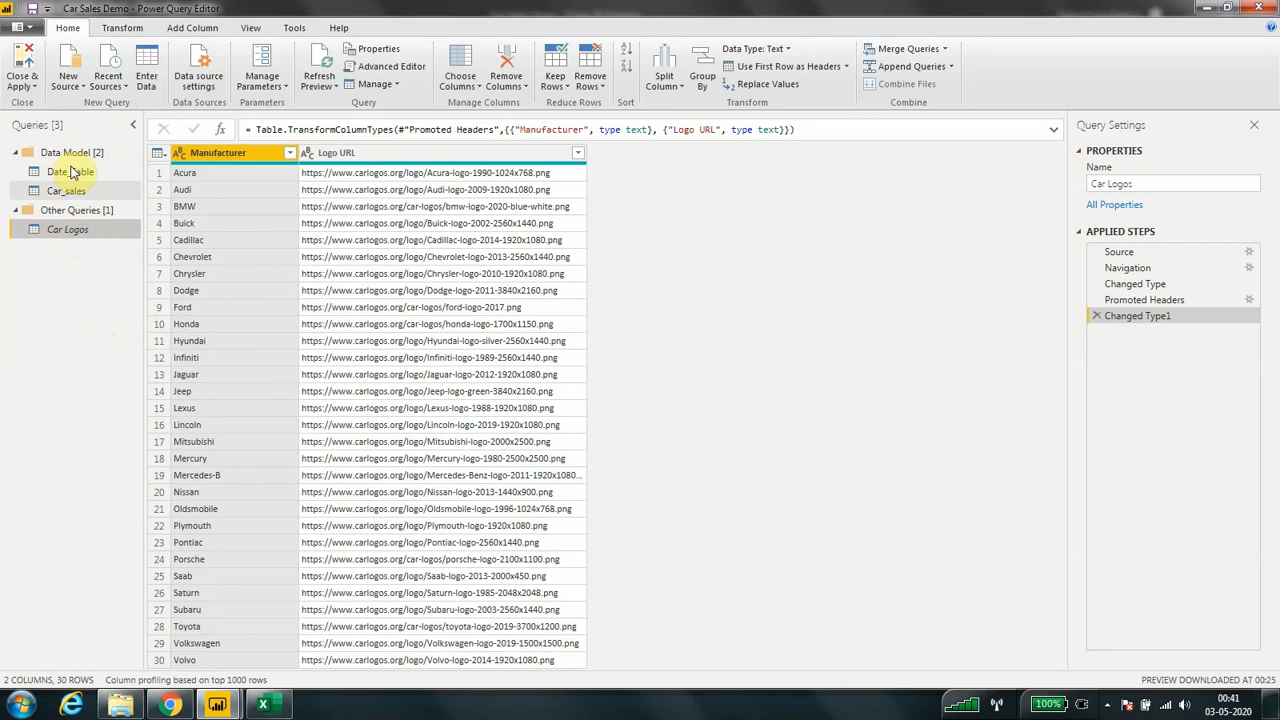 Car Sales Demo - Power Query Editor
Home
Transform
Add Column
View
Tools
Help
Close & Apply
New Source
Recent Sources
Enter Data
Data source settings
Manage Parameters
Refresh Preview
Properties
Advanced Editor
Manage
Choose Columns
Remove Columns
Keep Rows
Remove Rows
Split Column
Group By
Data Type: Text
Use First Row as Headers
Replace Values
Merge Queries
Append Queries
Combine Files
Close
New Query
Data Sources
Parameters
Query
Manage Columns
Reduce Rows
Sort
Transform
Combine
Queries [3]
Data Model [2]
Car_sales
Other Queries [1]
Car Logos
= Table.TransformColumnTypes(#"Promoted Headers",{{"Manufacturer", type text}, {"Logo URL", type text}})
Manufacturer Logo URL
1 Acura https://www.carlogos.org/logo/Acura-logo-1990-1024x768.png
2 Audi https://www.carlogos.org/logo/Audi-logo-2009-1920x1080.png
3 BMW https://www.carlogos.org/car-logos/bmw-logo-2020-blue-white.png
4 Buick https://www.carlogos.org/logo/Buick-logo-2002-2560x1440.png
5 Cadillac https://www.carlogos.org/logo/Cadillac-logo-2014-1920x1080.png
6 Chevrolet https://www.carlogos.org/logo/Chevrolet-logo-2013-2560x1440.png
7 Chrysler https://www.carlogos.org/logo/Chrysler-logo-2010-1920x1080.png
8 Dodge https://www.carlogos.org/logo/Dodge-logo-2011-3840x2160.png
9 Ford https://www.carlogos.org/car-logos/ford-logo-2017.png
10 Honda https://www.carlogos.org/car-logos/honda-logo-1700x1150.png
11 Hyundai https://www.carlogos.org/logo/Hyundai-logo-silver-2560x1440.png
12 Infiniti https://www.carlogos.org/logo/Infiniti-logo-1989-2560x1440.png
13 Jaguar https://www.carlogos.org/logo/Jaguar-logo-2012-1920x1080.png
14 Jeep https://www.carlogos.org/logo/Jeep-logo-green-3840x2160.png
15 Lexus https://www.carlogos.org/logo/Lexus-logo-1988-1920x1080.png
16 Lincoln https://www.carlogos.org/logo/Lincoln-logo-2019-1920x1080.png
17 Mitsubishi https://www.carlogos.org/logo/Mitsubishi-logo-2000x2500.png
18 Mercury https://www.carlogos.org/logo/Mercury-logo-1980-2500x2500.png
19 Mercedes-B https://www.carlogos.org/logo/Mercedes-Benz-logo-2011-1920x1080...
20 Nissan https://www.carlogos.org/logo/Nissan-logo-2013-1440x900.png
21 Oldsmobile https://www.carlogos.org/logo/Oldsmobile-logo-1996-1024x768.png
22 Plymouth https://www.carlogos.org/logo/Plymouth-logo-1920x1080.png
23 Pontiac https://www.carlogos.org/logo/Pontiac-logo-2560x1440.png
24 Porsche https://www.carlogos.org/car-logos/porsche-logo-2100x1100.png
25 Saab https://www.carlogos.org/logo/Saab-logo-2013-2000x450.png
26 Saturn https://www.carlogos.org/logo/Saturn-logo-1985-2048x2048.png
27 Subaru https://www.carlogos.org/logo/Subaru-logo-2003-2560x1440.png
28 Toyota https://www.carlogos.org/car-logos/toyota-logo-2019-3700x1200.png
29 Volkswagen https://www.carlogos.org/logo/Volkswagen-logo-2019-1500x1500.png
30 Volvo https://www.carlogos.org/logo/Volvo-logo-2014-1920x1080.png
Query Settings
PROPERTIES
Name
Car Logos
All Properties
APPLIED STEPS
Source
Navigation
Changed Type
Promoted Headers
Changed Type1
2 COLUMNS, 30 ROWS Column profiling based on top 1000 rows
PREVIEW DOWNLOADED AT 00:25
100%
00:41
03-05-2020